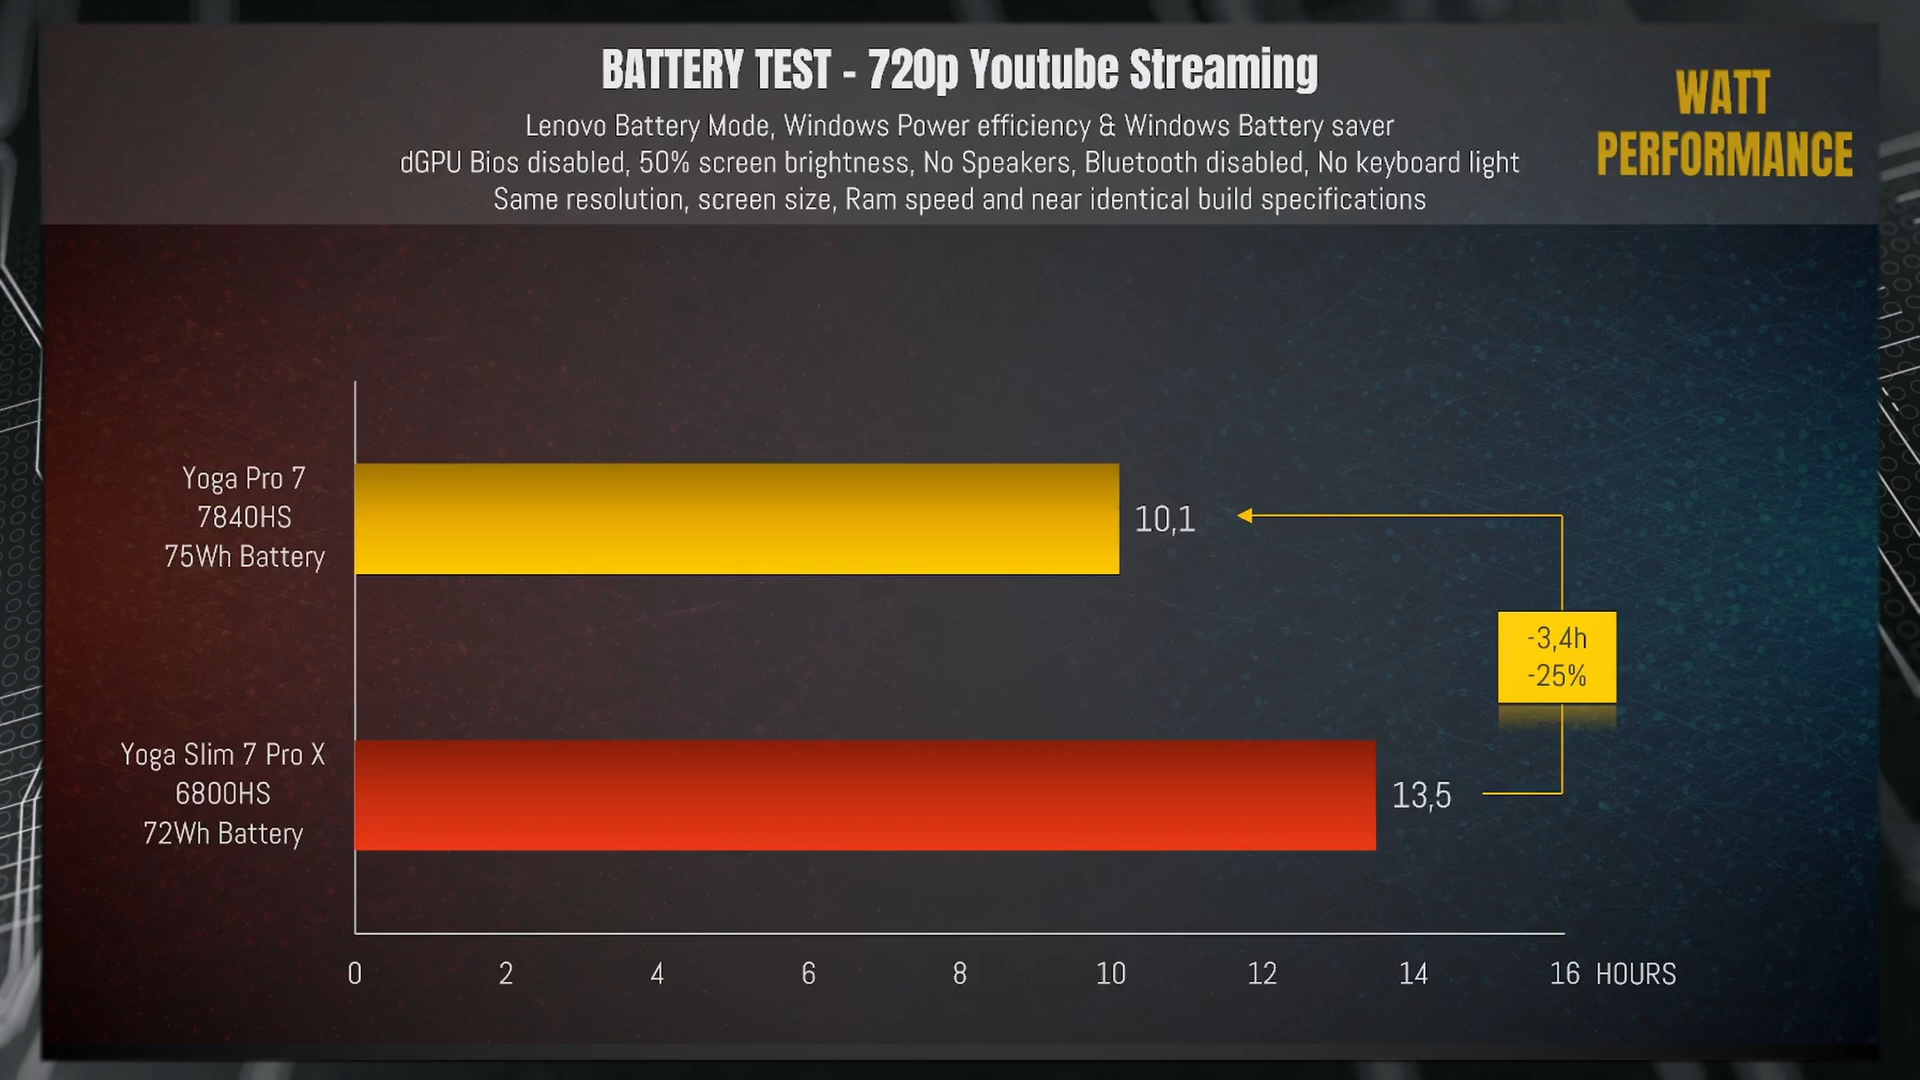 BATTERY TEST - 720p Youtube Streaming
Lenovo Battery Mode, Windows Power efficiency & Windows Battery saver
dGPU Bios disabled, 50% screen brightness, No Speakers, Bluetooth disabled, No keyboard light
Same resolution, screen size, Ram speed and near identical build specifications
WATT
PERFORMANCE
Yoga Pro 7
7840HS
75Wh Battery
10,1
-3,4h
-25%
Yoga Slim 7 Pro X
6800HS
72Wh Battery
13,5
0 2 4 6 8 10 12 14 16 HOURS